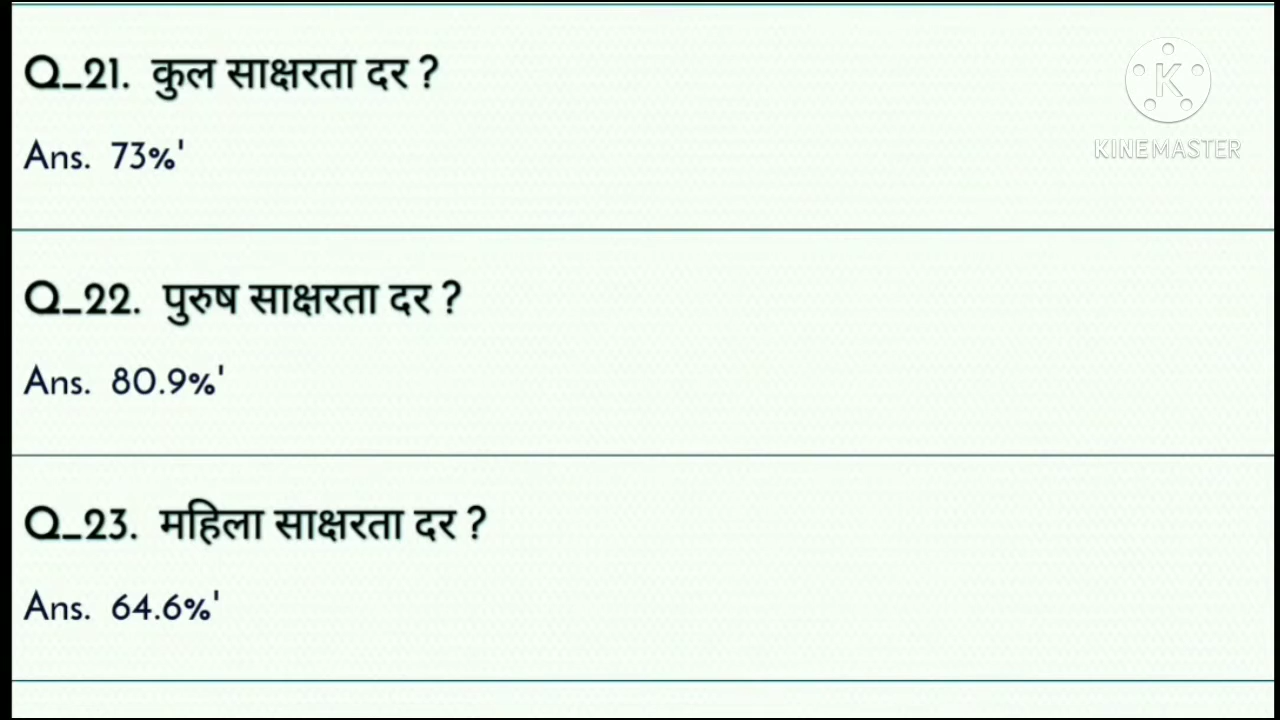 Q_21. कुल साक्षरता दर ?
K
KINEMASTER
Ans. 73%'
Q_22. पुरुष साक्षरता दर ?
Ans. 80.9%'
Q_23. महिला साक्षरता दर ?
Ans. 64.6%'